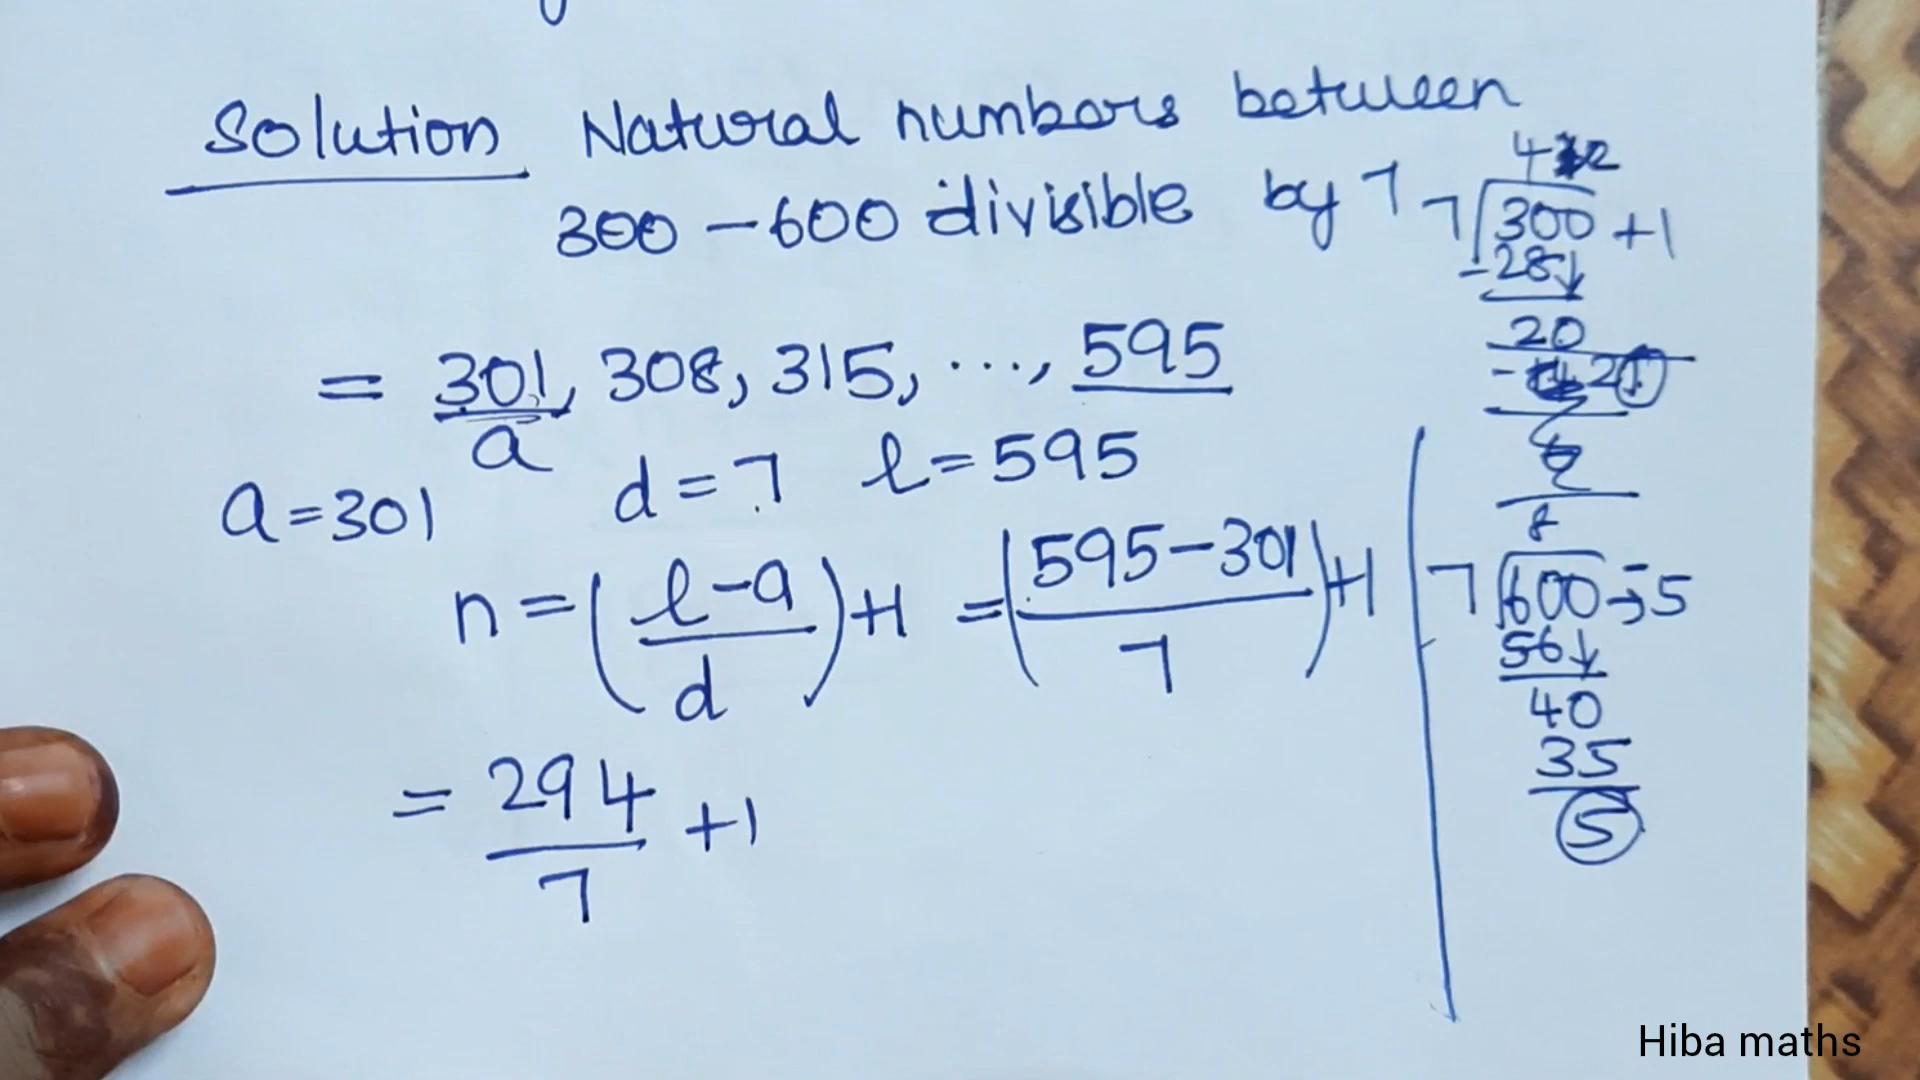 Solution Natural numbers between
300 - 600 divisible by 7
= 301, 308, 315, ..., 595
a
a = 301 d = 7 l = 595
n = (l - a / d) + 1 = (595 - 301 / 7) + 1
= 294 / 7 + 1
42
7 300 + 1
- 28↓
20
21
8
7 600 → -5
56↓
40
35
5
Hiba maths